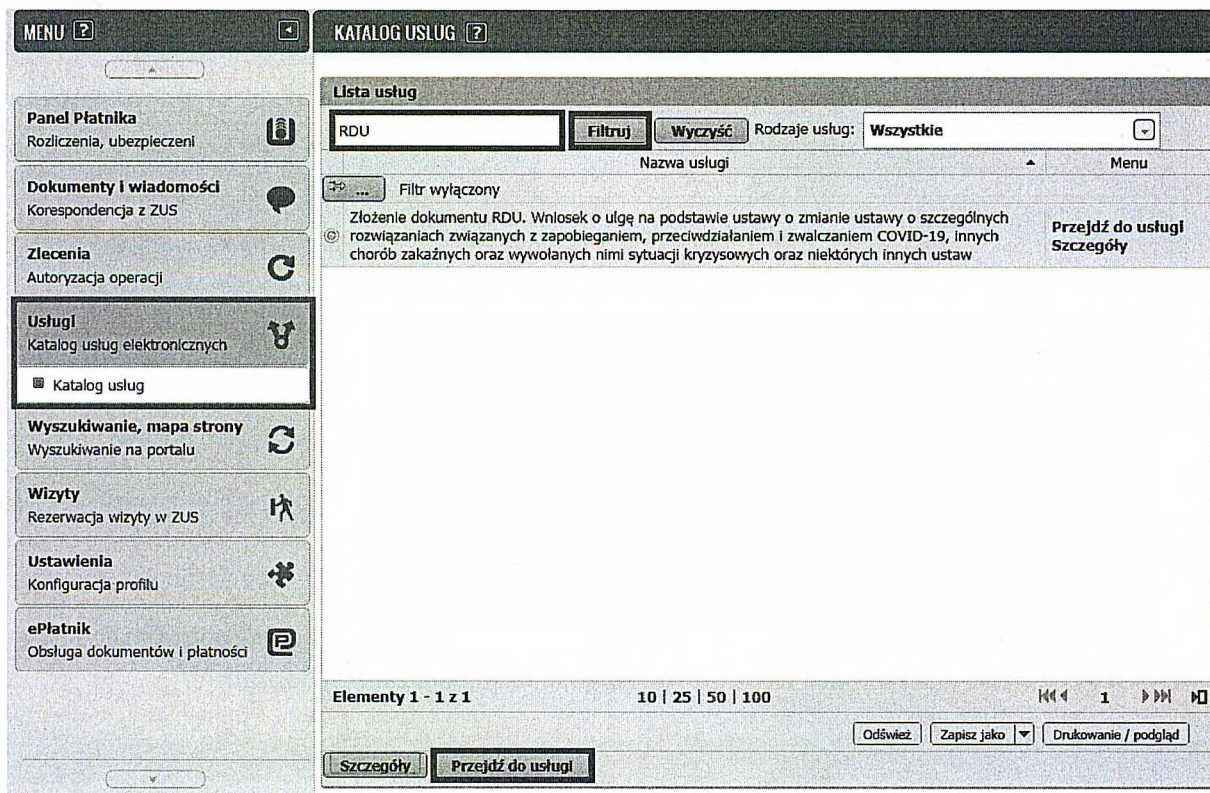 MENU ?
Panel Płatnika
Rozliczenia, ubezpieczeni
Dokumenty i wiadomości
Korespondencja z ZUS
Zlecenia
Autoryzacja operacji
Usługi
Katalog usług elektronicznych
Katalog usług
Wyszukiwanie, mapa strony
Wyszukiwanie na portalu
Wizyty
Rezerwacja wizyty w ZUS
Ustawienia
Konfiguracja profilu
ePłatnik
Obsługa dokumentów i płatności
KATALOG USŁUG ?
Lista usług
RDU Filtruj Wyczyść Rodzaje usług: Wszystkie
Nazwa usługi Menu
... Filtr wyłączony
Złożenie dokumentu RDU. Wniosek o ulgę na podstawie ustawy o zmianie ustawy o szczególnych
rozwiązaniach związanych z zapobieganiem, przeciwdziałaniem i zwalczaniem COVID-19, innych
chorób zakaźnych oraz wywołanych nimi sytuacji kryzysowych oraz niektórych innych ustaw
Przejdź do usługi
Szczegóły
Elementy 1 - 1 z 1 10 | 25 | 50 | 100 1
Odśwież Zapisz jako Drukowanie / podgląd
Szczegóły Przejdź do usługi